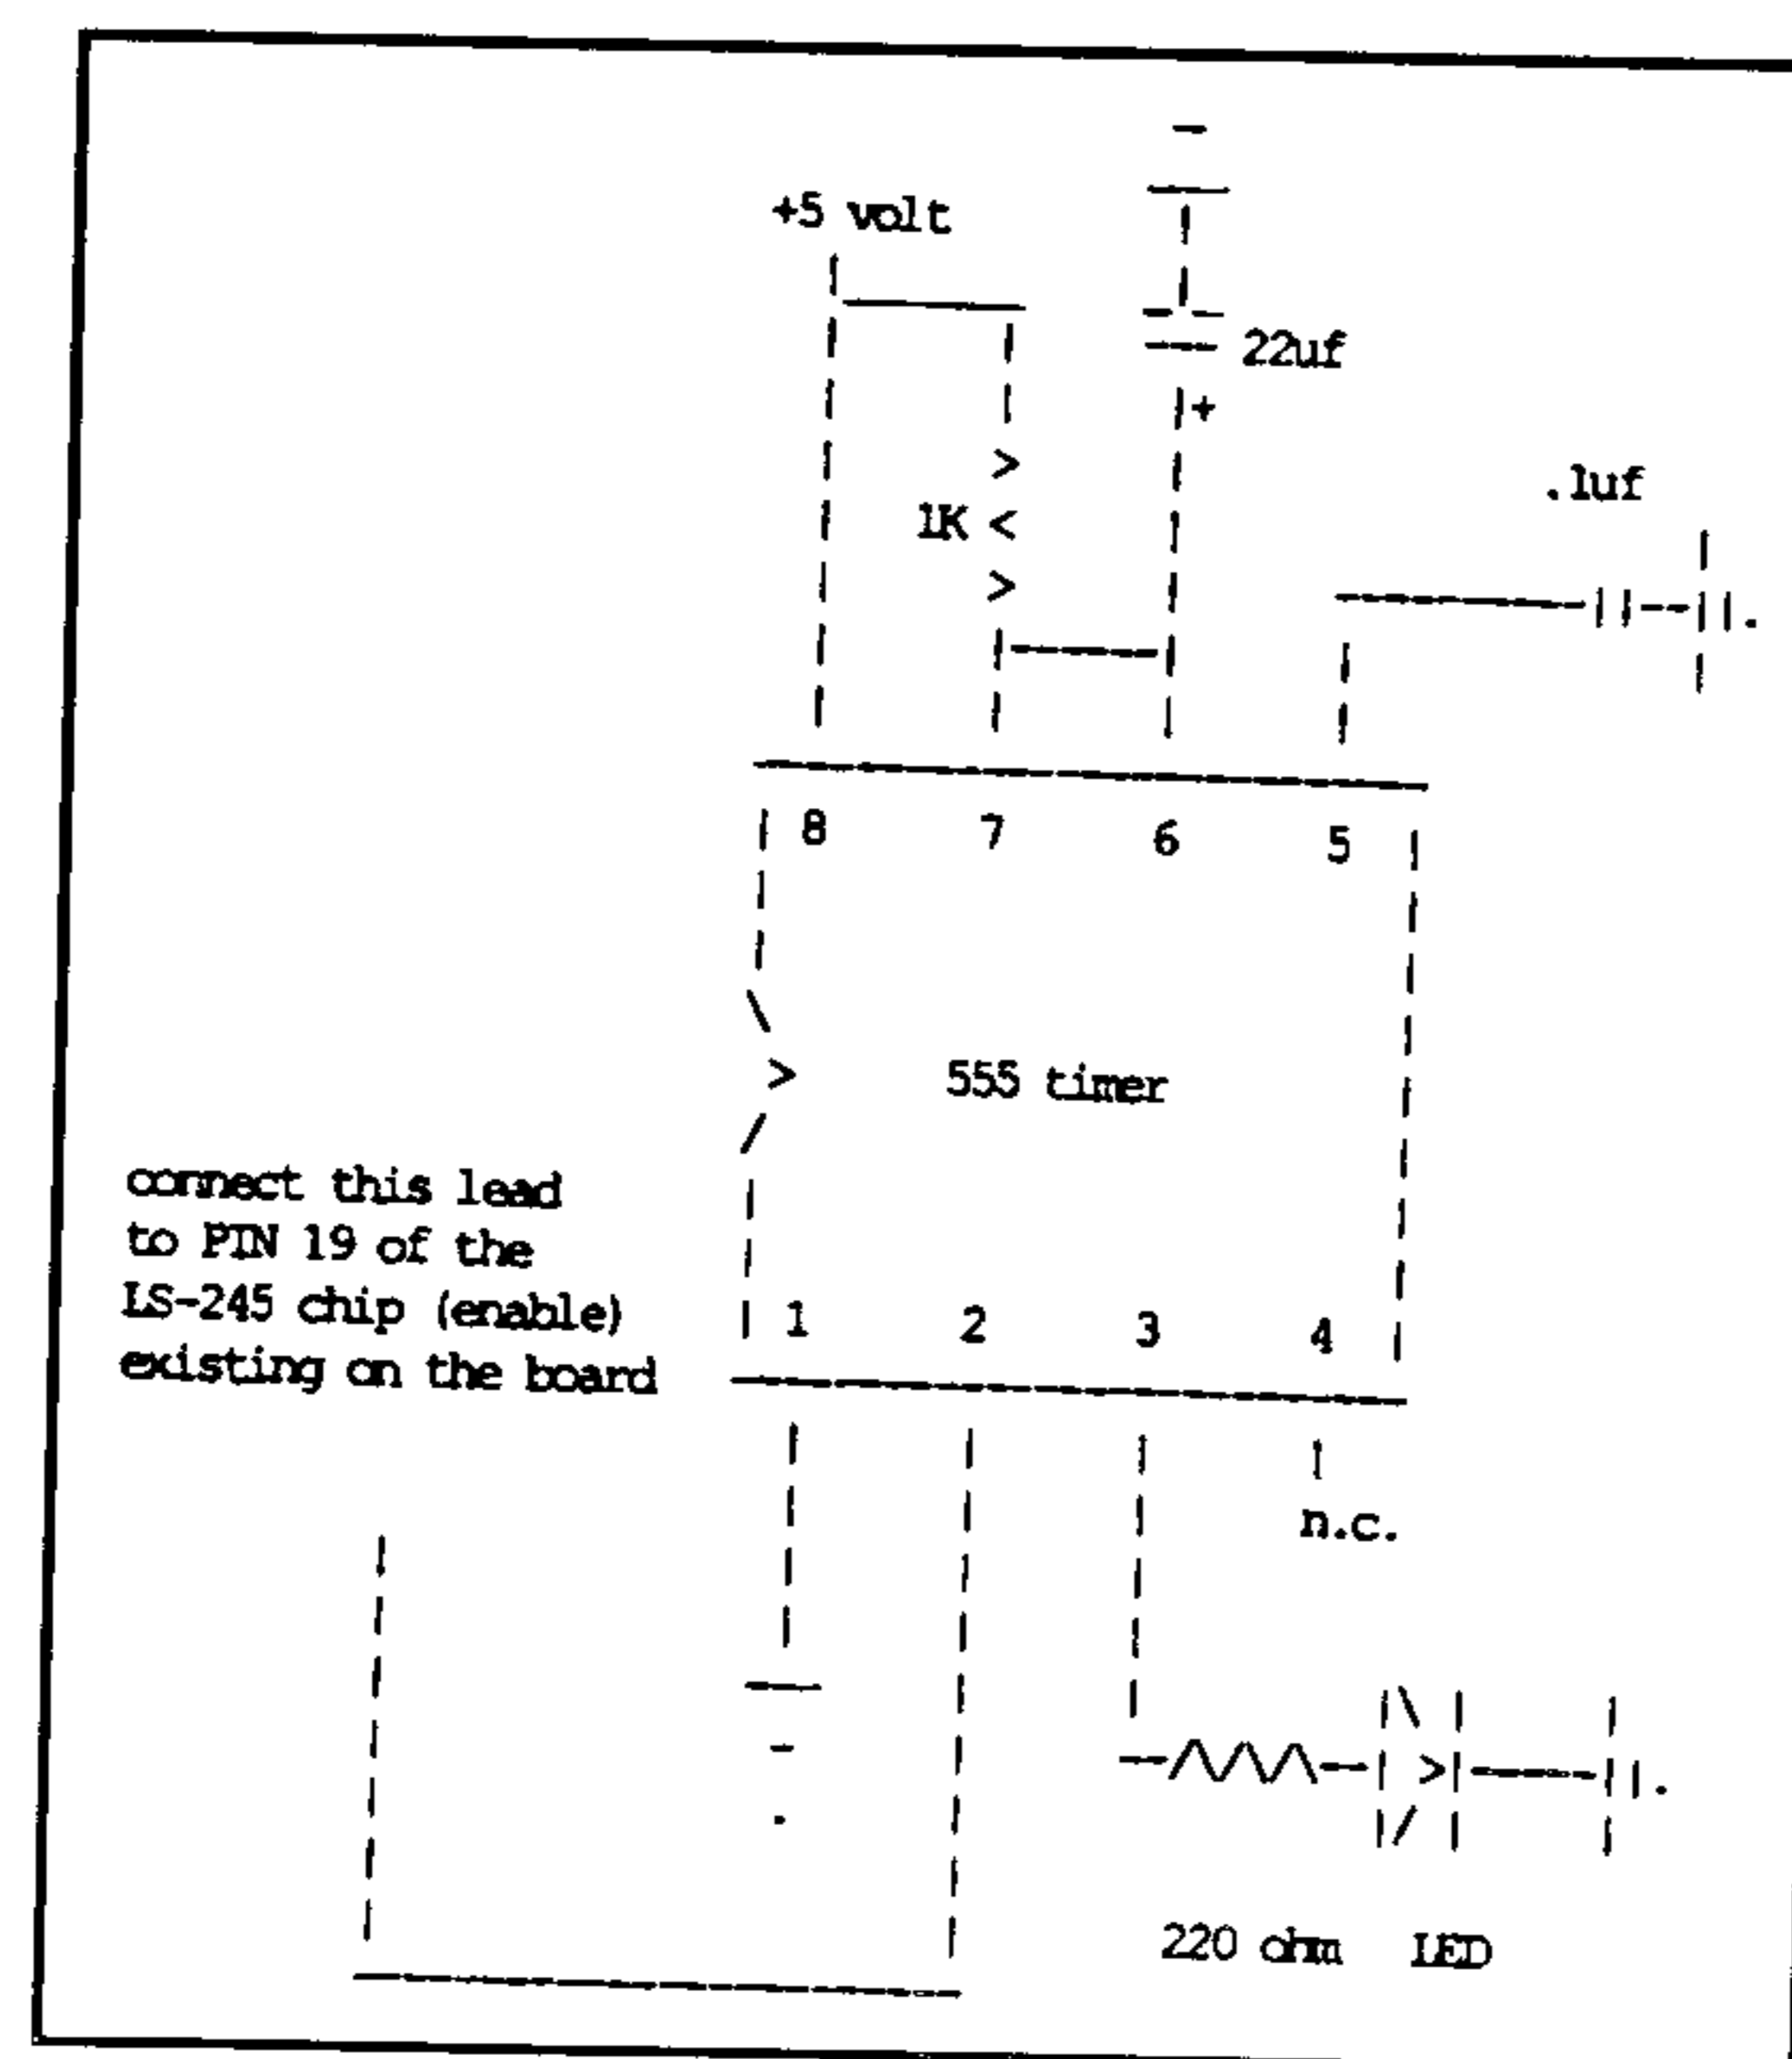 +5 volt
22uf
+
.1uf
1K
8 7 6 5
555 timer
connect this lead
to PIN 19 of the
LS-245 chip (enable)
existing on the board
1 2 3 4
n.c.
220 ohm LED